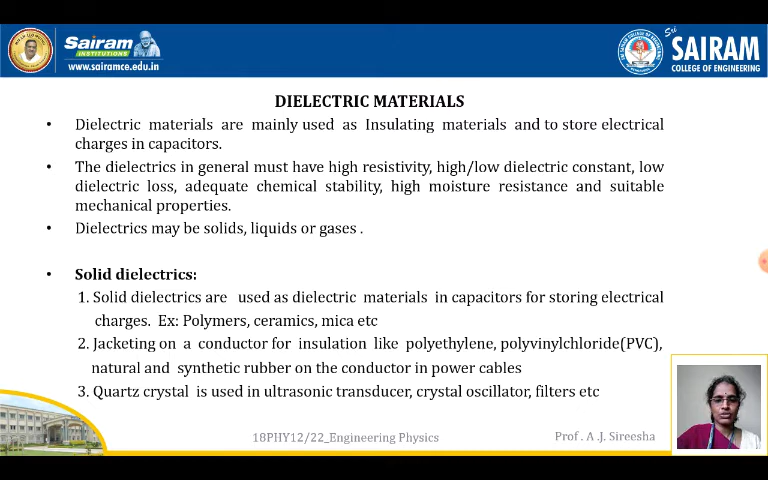 Sairam
INSTITUTIONS
www.sairamce.edu.in
Sri
SAIRAM
COLLEGE OF ENGINEERING
DIELECTRIC MATERIALS
• Dielectric materials are mainly used as Insulating materials and to store electrical
charges in capacitors.
• The dielectrics in general must have high resistivity, high/low dielectric constant, low
dielectric loss, adequate chemical stability, high moisture resistance and suitable
mechanical properties.
• Dielectrics may be solids, liquids or gases .
• Solid dielectrics:
1. Solid dielectrics are used as dielectric materials in capacitors for storing electrical
charges. Ex: Polymers, ceramics, mica etc
2. Jacketing on a conductor for insulation like polyethylene, polyvinylchloride(PVC),
natural and synthetic rubber on the conductor in power cables
3. Quartz crystal is used in ultrasonic transducer, crystal oscillator, filters etc
18PHY12/22_Engineering Physics
Prof . A .J. Sireesha